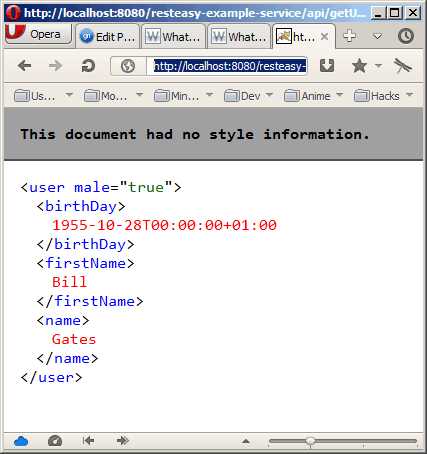 http://localhost:8080/resteasy-example-service/api/getU...
Opera
Edit P...
What...
What...
ht...
http://localhost:8080/resteasy-
Us...
Mo...
Min...
Dev
Anime
Hacks
This document had no style information.
<user male="true">
<birthDay>
1955-10-28T00:00:00+01:00
</birthDay>
<firstName>
Bill
</firstName>
<name>
Gates
</name>
</user>